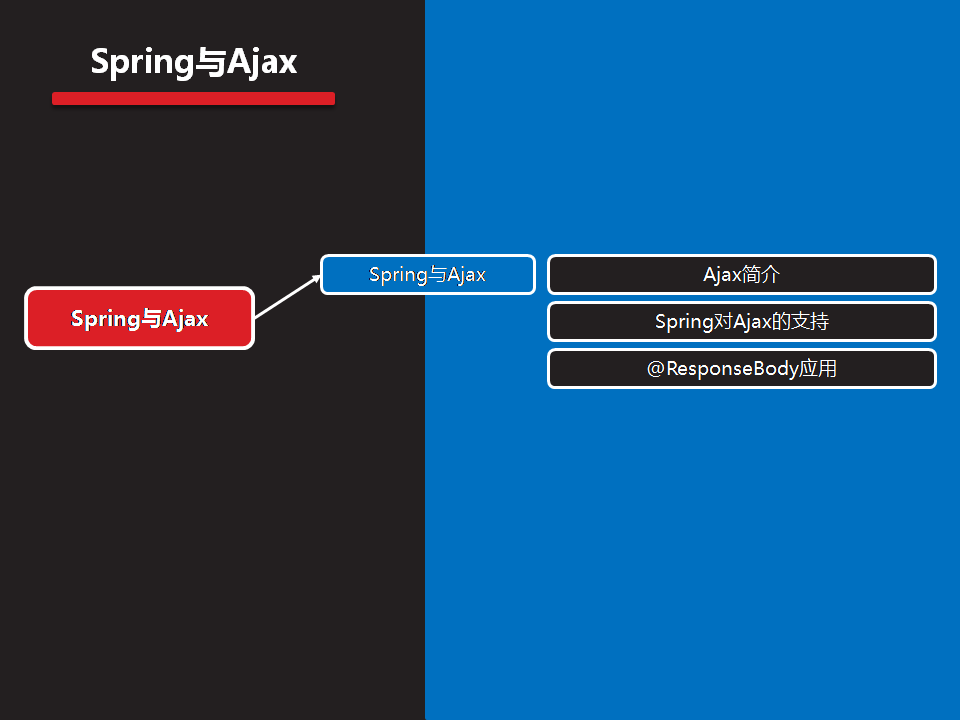 Spring与Ajax
Spring与Ajax
Spring与Ajax
Ajax简介
Spring对Ajax的支持
@ResponseBody应用